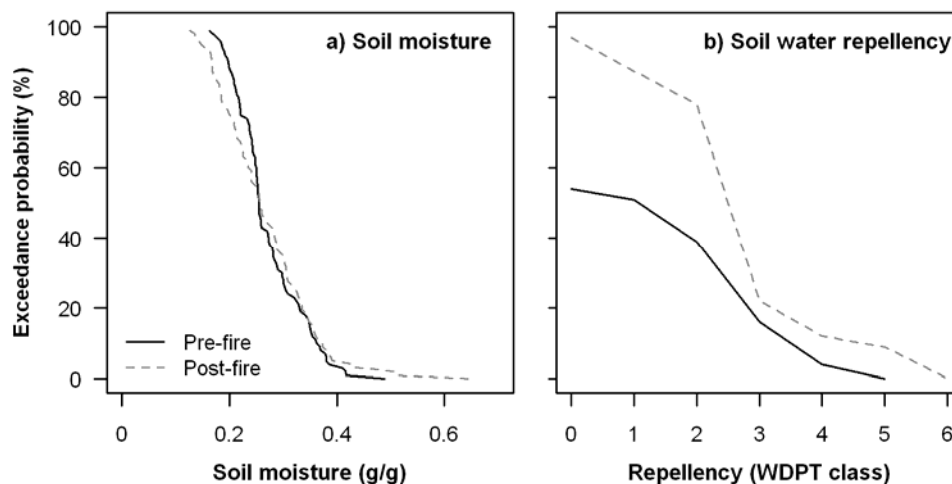 Exceedance probability (%)
100
80
60
40
20
0
a) Soil moisture
Pre-fire
Post-fire
0 0.2 0.4 0.6
Soil moisture (g/g)
b) Soil water repellency
0 1 2 3 4 5 6
Repellency (WDPT class)